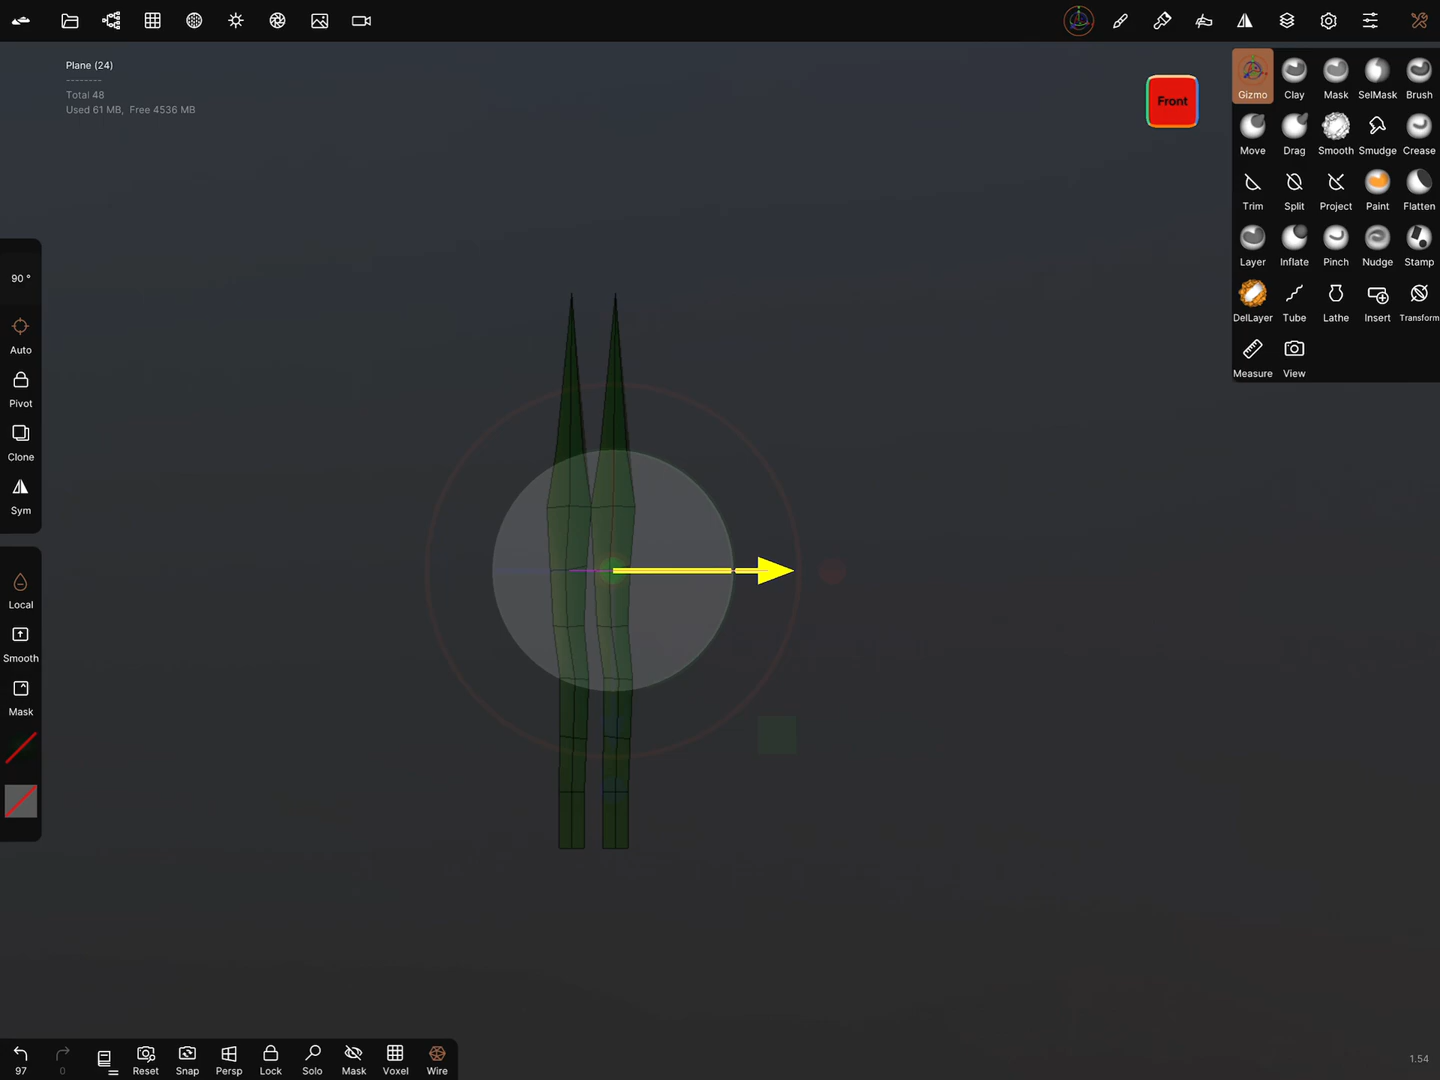 Plane (24)
--------
Total 48
Used 61 MB, Free 4536 MB
Front
Gizmo Clay Mask SelMask Brush
Move Drag Smooth Smudge Crease
Trim Split Project Paint Flatten
Layer Inflate Pinch Nudge Stamp
DelLayer Tube Lathe Insert Transform
Measure View
90 °
Auto
Pivot
Clone
Sym
Local
Smooth
Mask
97 0 Reset Snap Persp Lock Solo Mask Voxel Wire
1.54